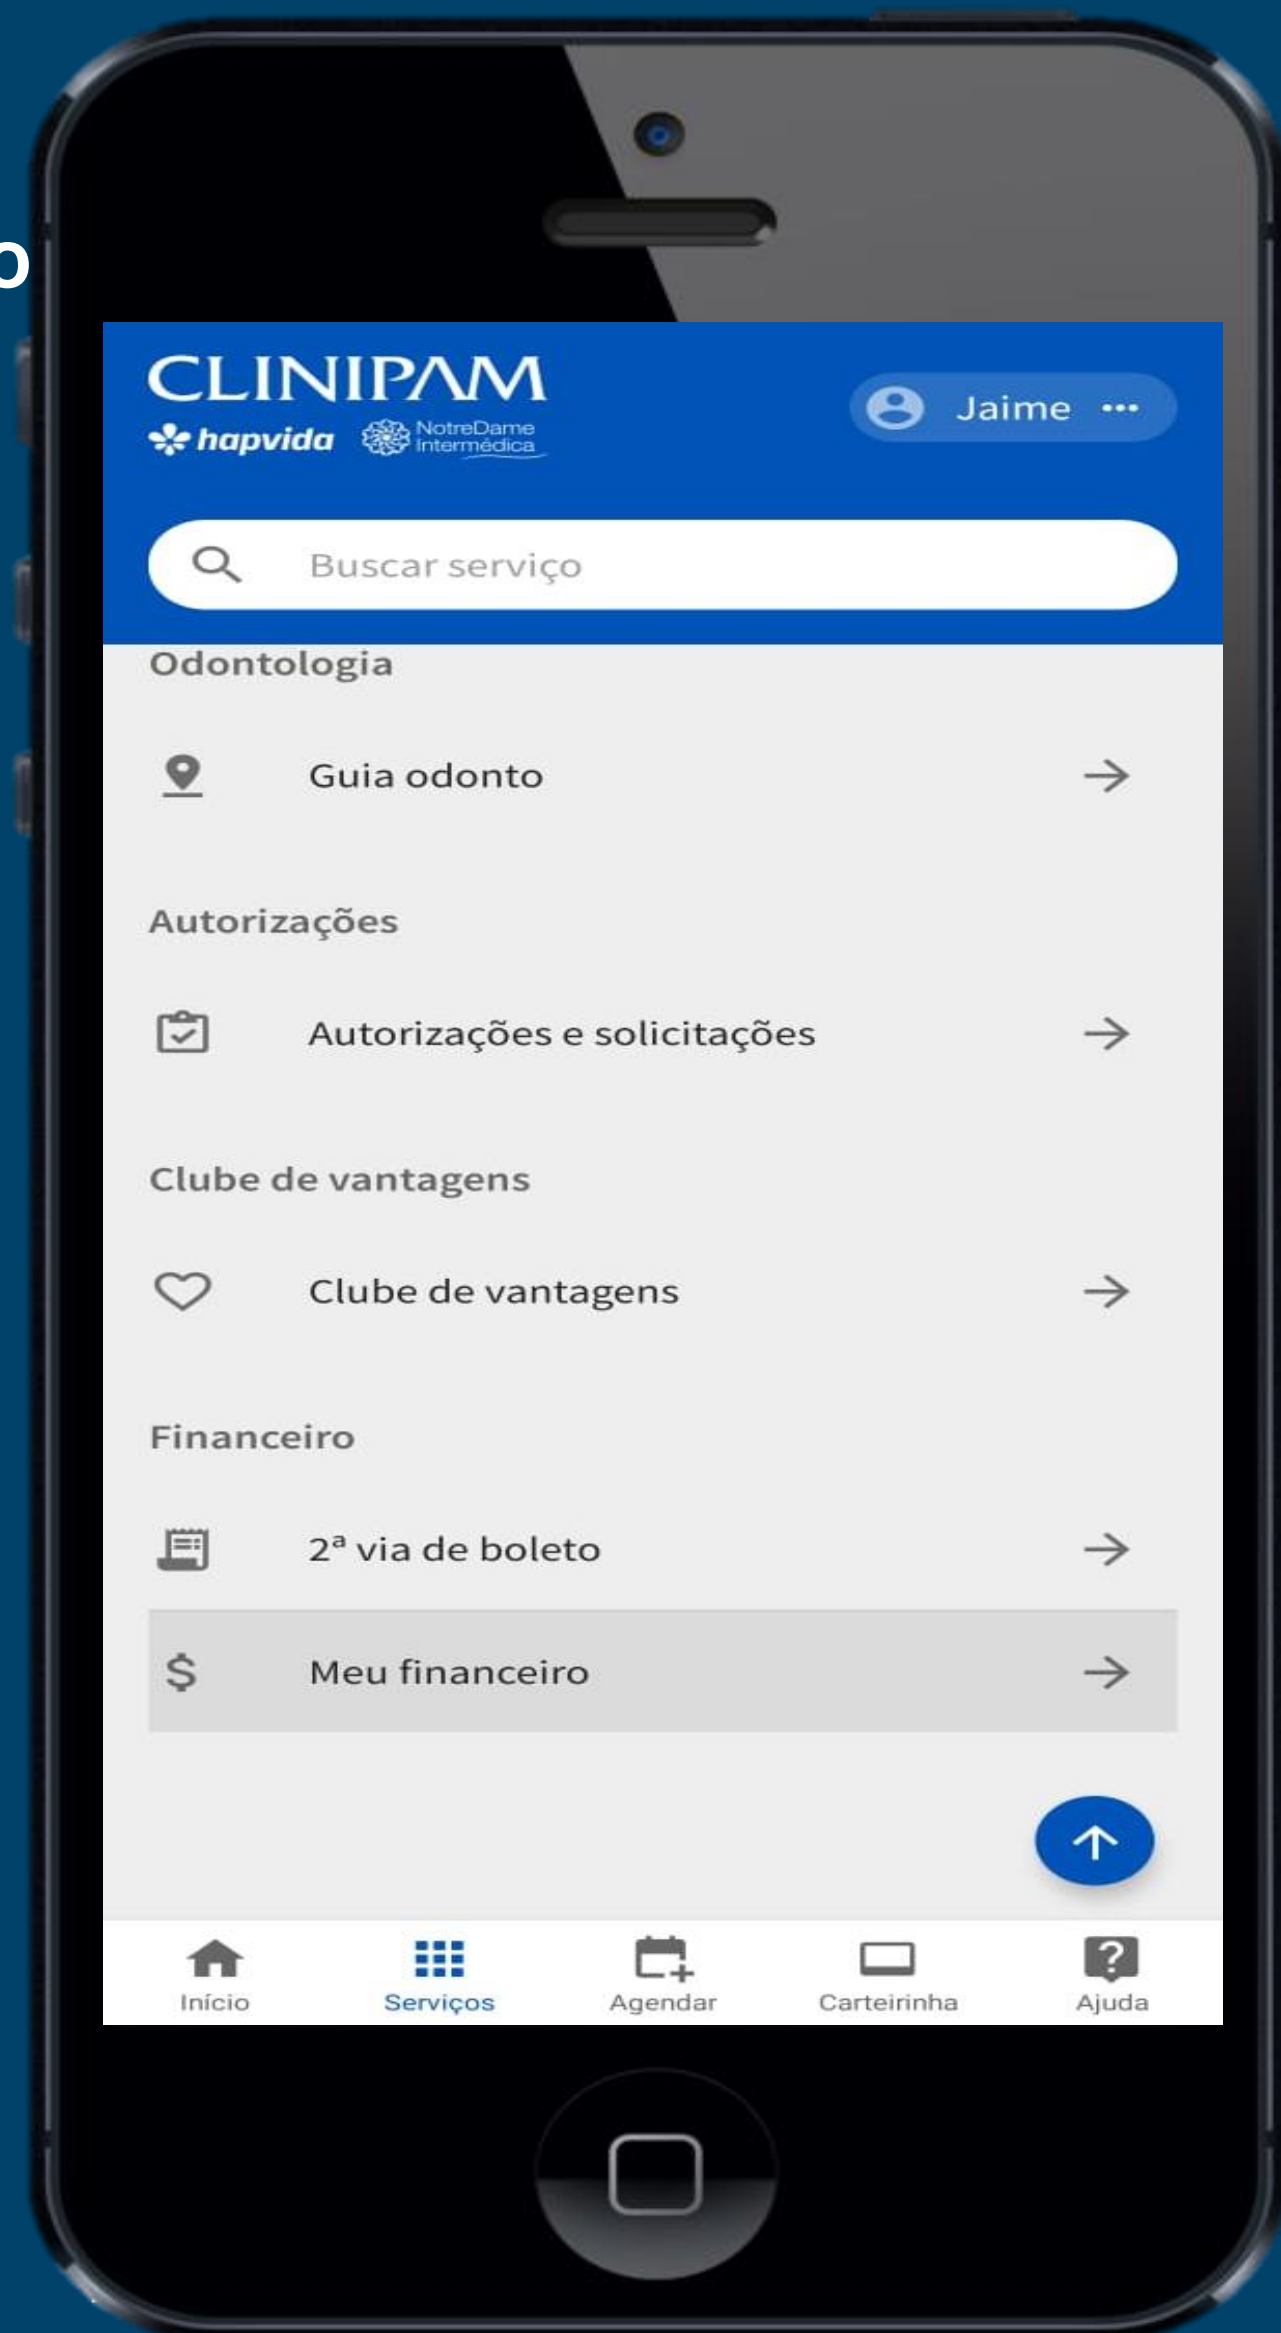 o
CLINIPAM
hapvida NotreDame Intermédica
Jaime ...
Buscar serviço
Odontologia
Guia odonto
Autorizações
Autorizações e solicitações
Clube de vantagens
Clube de vantagens
Financeiro
2ª via de boleto
$ Meu financeiro
Início Serviços Agendar Carteirinha Ajuda